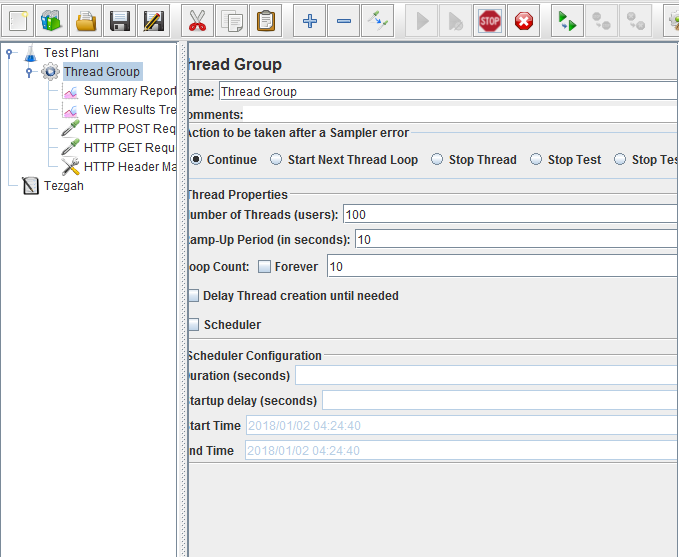 STOP
Test Planı
Thread Group
Summary Report
View Results Tre
HTTP POST Req
HTTP GET Requ
HTTP Header Ma
Tezgah
hread Group
ame: Thread Group
omments:
Action to be taken after a Sampler error
Continue Start Next Thread Loop Stop Thread Stop Test Stop Tes
Thread Properties
umber of Threads (users): 100
amp-Up Period (in seconds): 10
oop Count: Forever 10
Delay Thread creation until needed
Scheduler
Scheduler Configuration
Duration (seconds)
tartup delay (seconds)
tart Time 2018/01/02 04:24:40
nd Time 2018/01/02 04:24:40